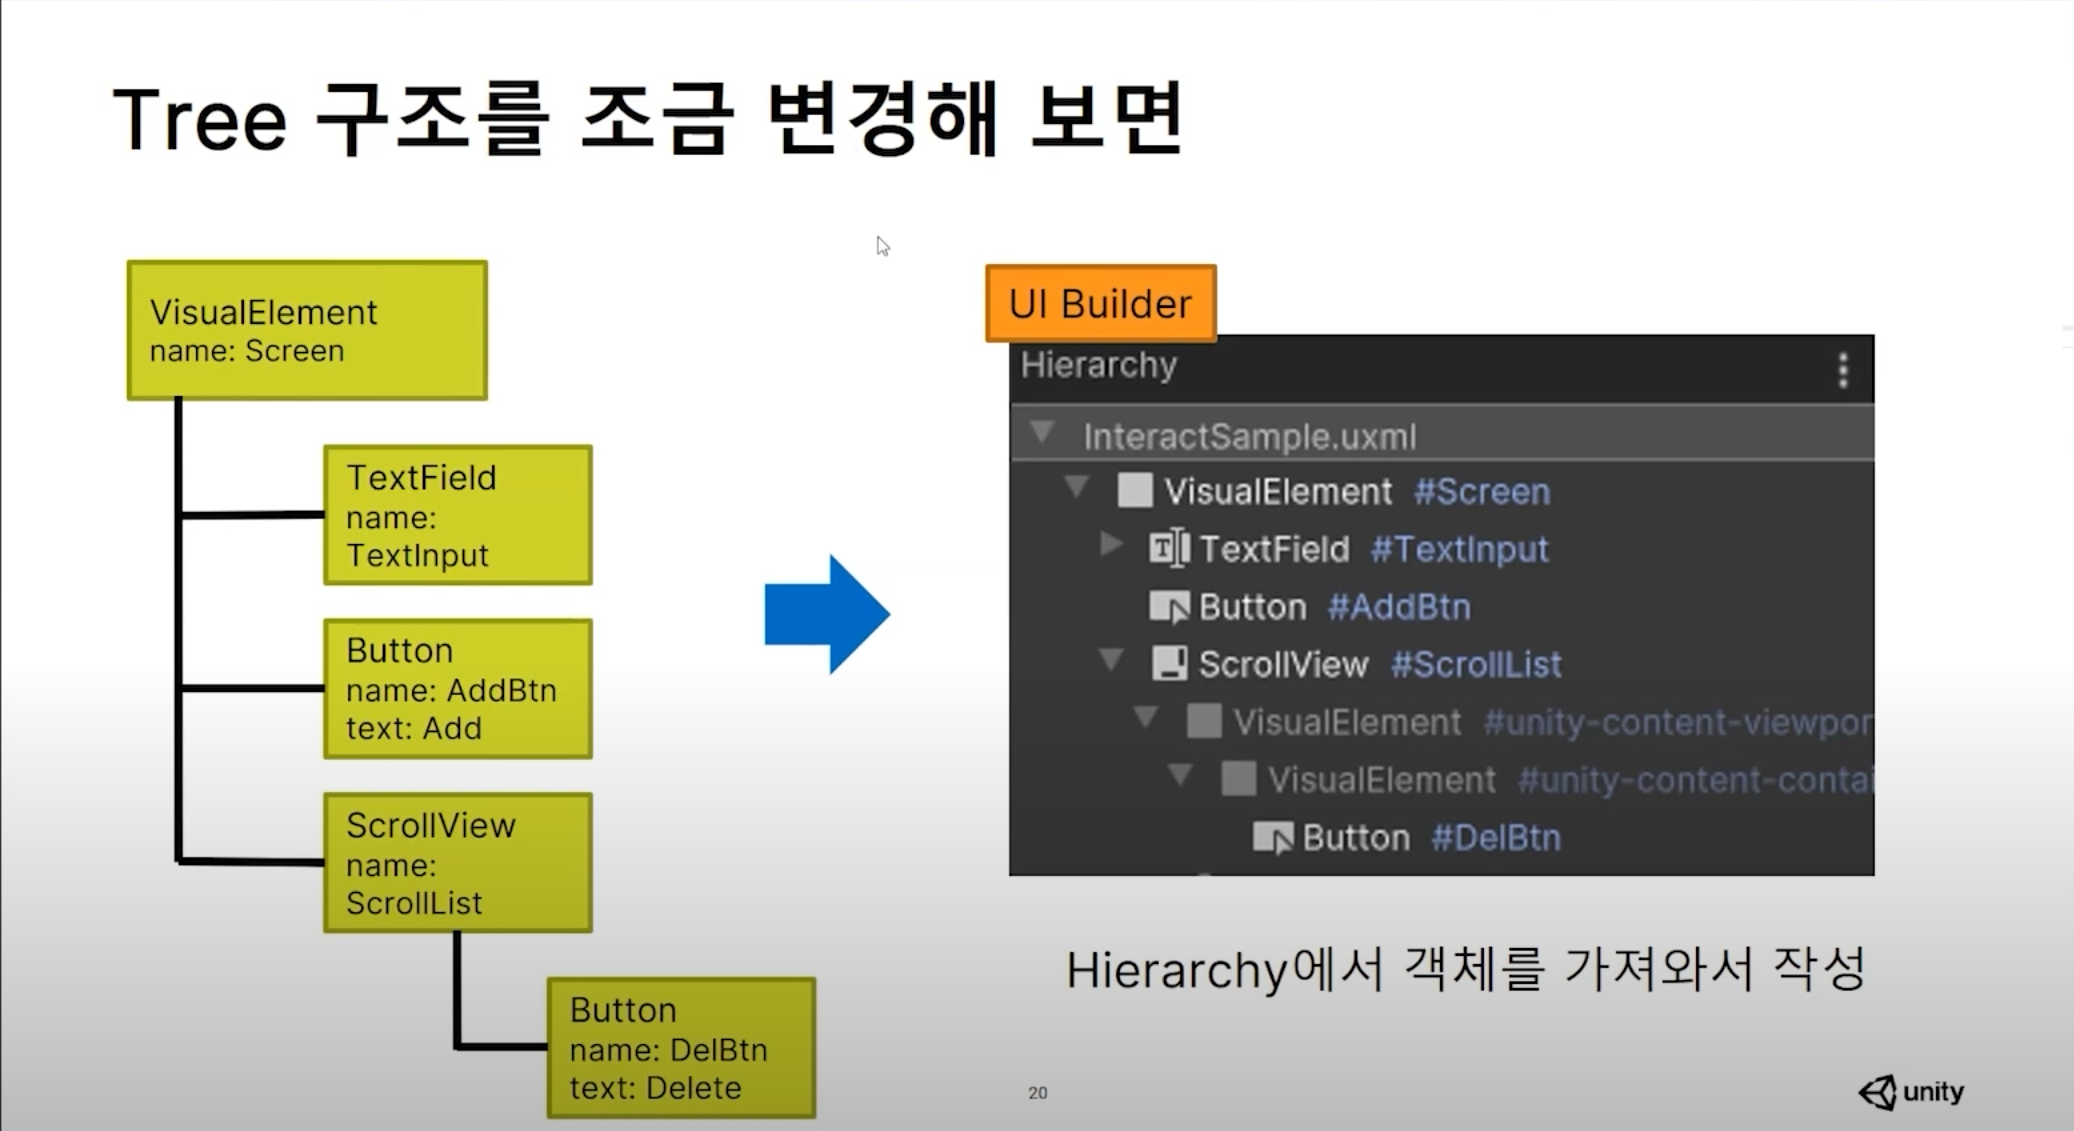 Tree 구조를 조금 변경해 보면
VisualElement
name: Screen
TextField
name:
TextInput
Button
name: AddBtn
text: Add
ScrollView
name:
ScrollList
Button
name: DelBtn
text: Delete
UI Builder
Hierarchy
InteractSample.uxml
VisualElement #Screen
TextField #TextInput
Button #AddBtn
ScrollView #ScrollList
VisualElement #unity-content-viewpor
VisualElement #unity-content-contai
Button #DelBtn
Hierarchy에서 객체를 가져와서 작성
20
unity